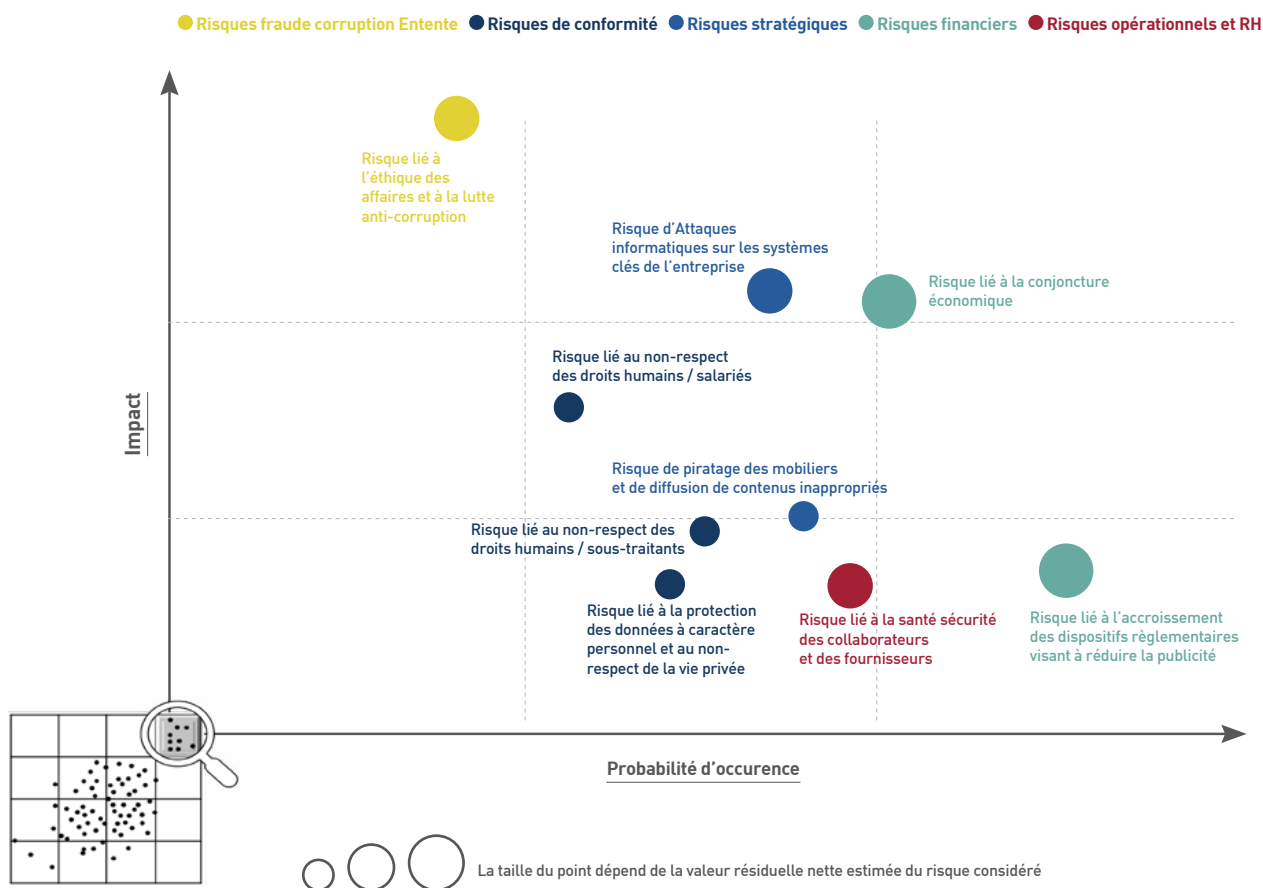 Risques fraude corruption Entente Risques de conformité Risques stratégiques Risques financiers Risques opérationnels et RH
Risque lié à
l'éthique des
affaires et à la lutte
anti-corruption
Risque d'Attaques
informatiques sur les systèmes
clés de l'entreprise
Risque lié à la conjoncture
économique
Risque lié au non-respect
des droits humains / salariés
Impact
Risque de piratage des mobiliers
et de diffusion de contenus inappropriés
Risque lié au non-respect des
droits humains / sous-traitants
Risque lié à la protection
des données à caractère
personnel et au non-
respect de la vie privée
Risque lié à la santé sécurité
des collaborateurs
et des fournisseurs
Risque lié à l'accroissement
des dispositifs règlementaires
visant à réduire la publicité
Probabilité d'occurence
La taille du point dépend de la valeur résiduelle nette estimée du risque considéré